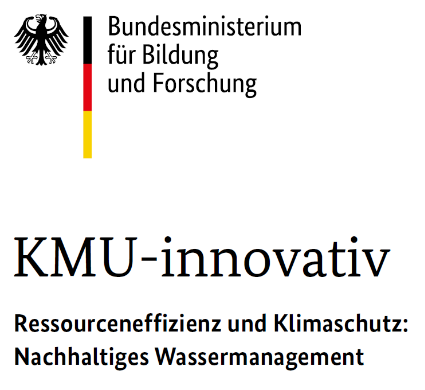 Bundesministerium
für Bildung
und Forschung
KMU-innovativ
Ressourceneffizienz und Klimaschutz:
Nachhaltiges Wassermanagement